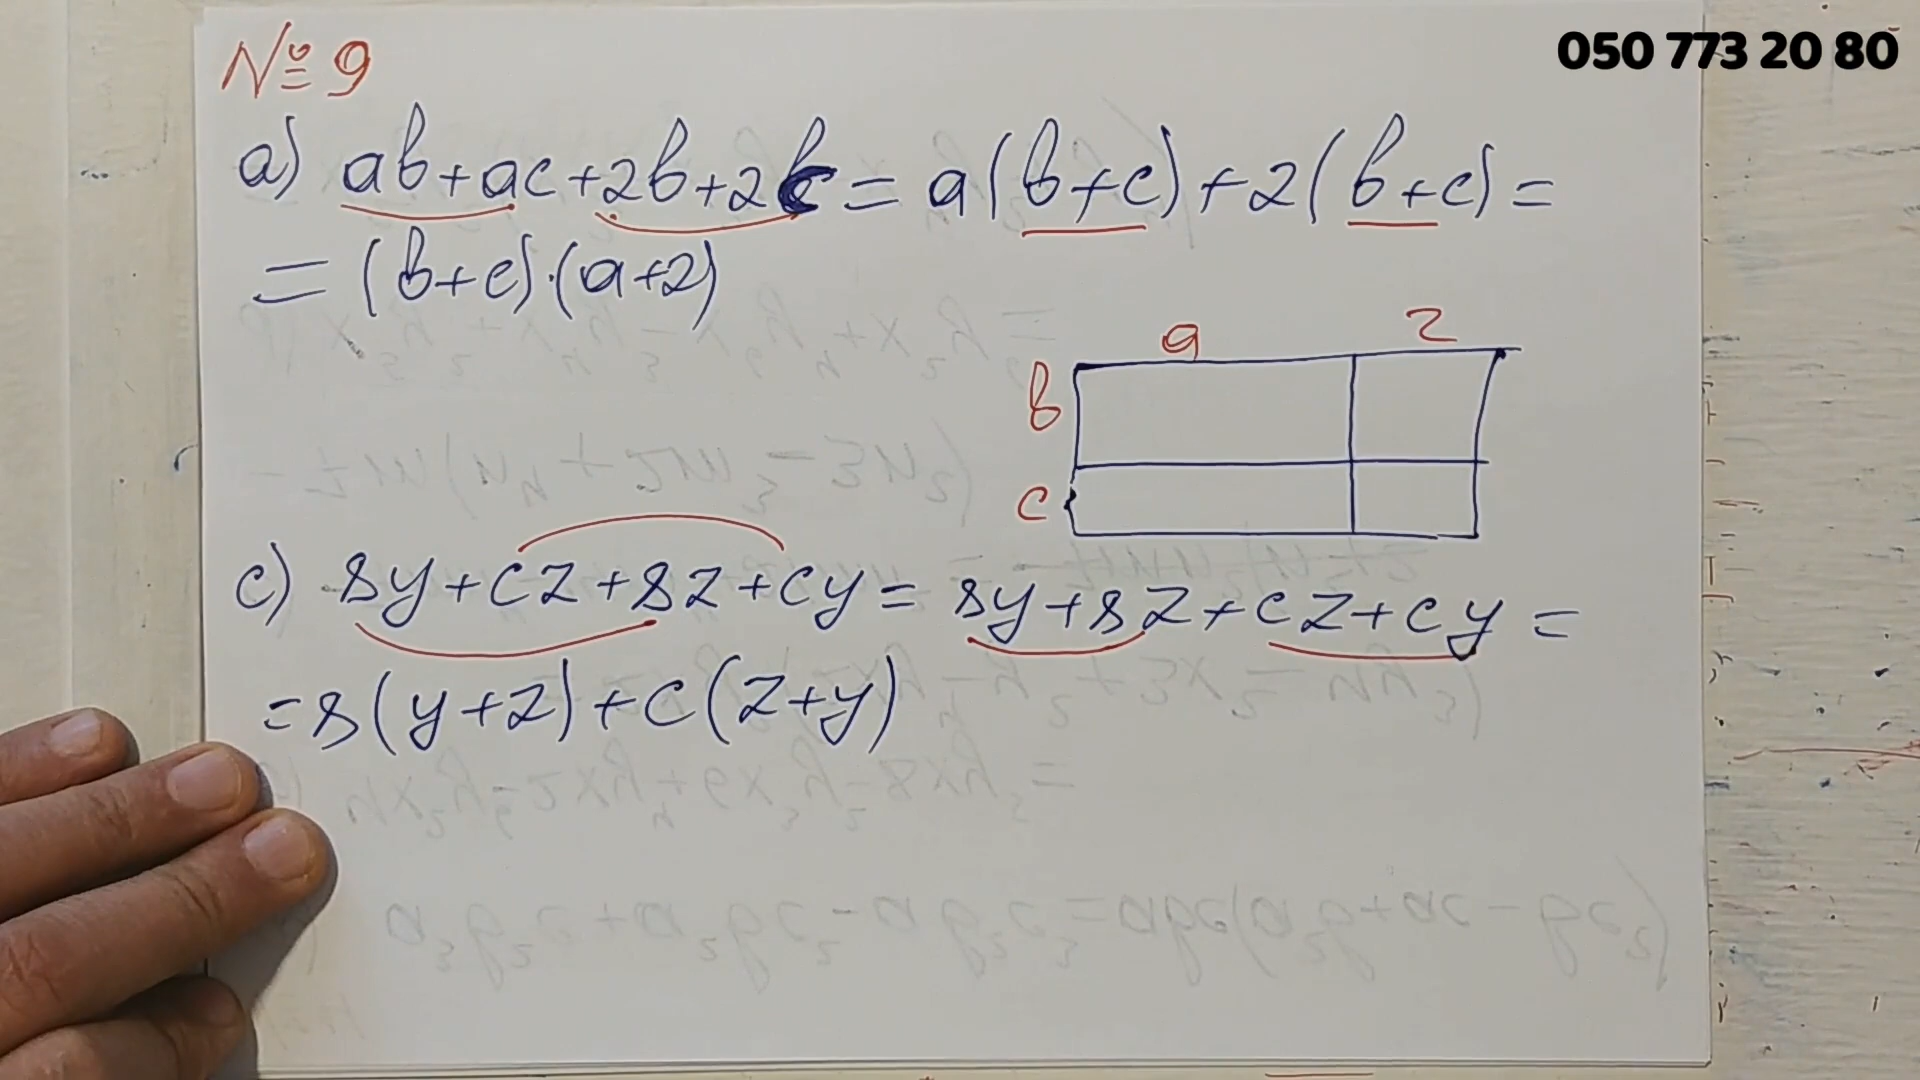 050 773 20 80
№ 9
a) ab+ac+2b+2c = a(b+c)+2(b+c) =
= (b+c)·(a+2)
a 2
b
c
c) 8y+cz+8z+cy = 8y+8z+cz+cy =
=8(y+z)+c(z+y)